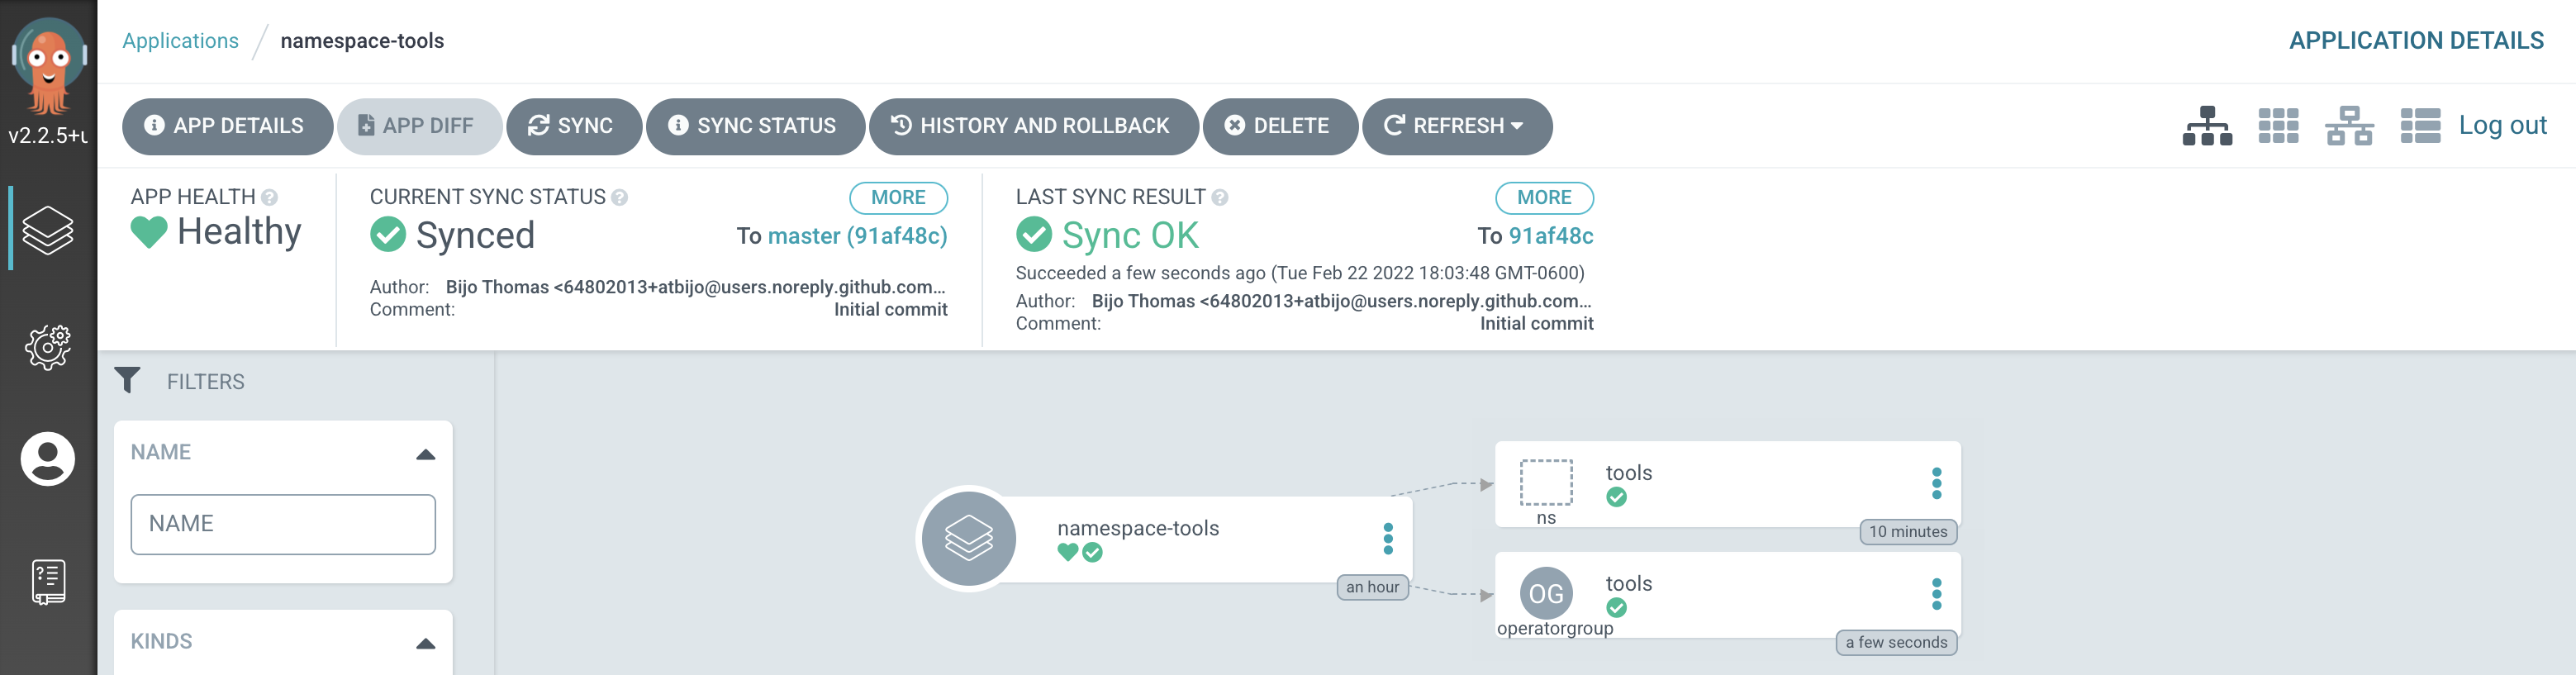 Applications / namespace-tools
APPLICATION DETAILS
v2.2.5+
APP DETAILS
APP DIFF
SYNC
SYNC STATUS
HISTORY AND ROLLBACK
DELETE
REFRESH
Log out
APP HEALTH
Healthy
CURRENT SYNC STATUS
MORE
Synced
To master (91af48c)
Author: Bijo Thomas <64802013+atbijo@users.noreply.github.com...
Comment: Initial commit
LAST SYNC RESULT
MORE
Sync OK
To 91af48c
Succeeded a few seconds ago (Tue Feb 22 2022 18:03:48 GMT-0600)
Author: Bijo Thomas <64802013+atbijo@users.noreply.github.com...
Comment: Initial commit
FILTERS
NAME
NAME
KINDS
namespace-tools
an hour
tools
ns
10 minutes
OG
tools
operatorgroup
a few seconds